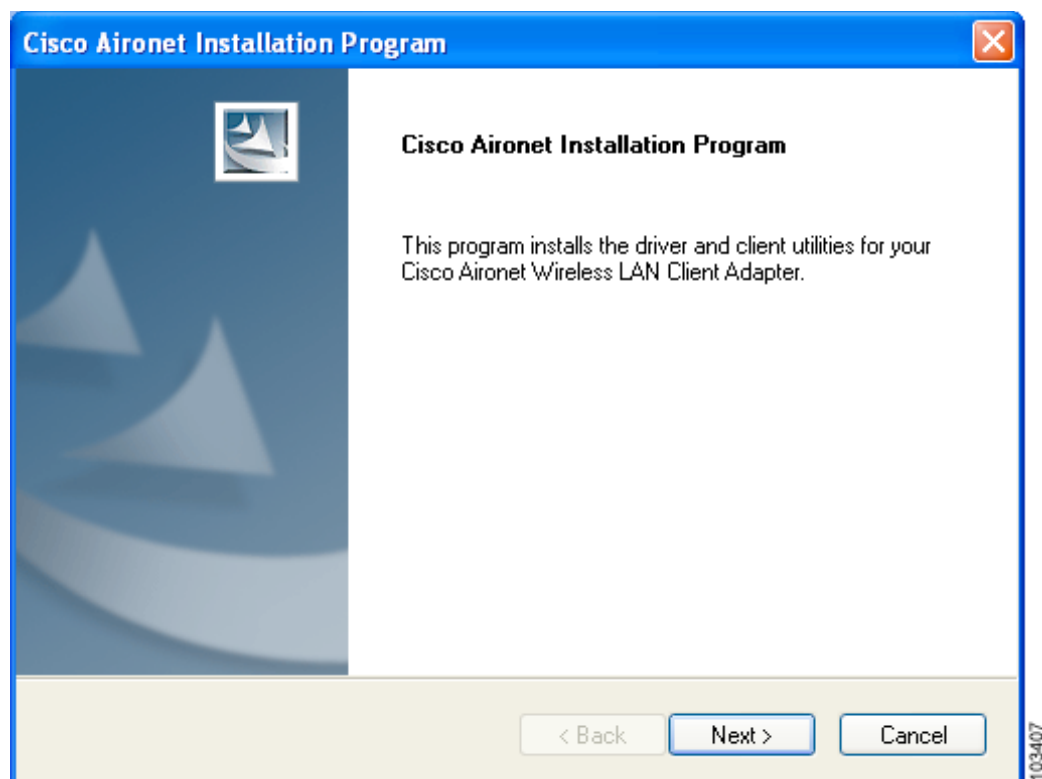 Cisco Aironet Installation Program
Cisco Aironet Installation Program
This program installs the driver and client utilities for your
Cisco Aironet Wireless LAN Client Adapter.
< Back
Next >
Cancel
103407